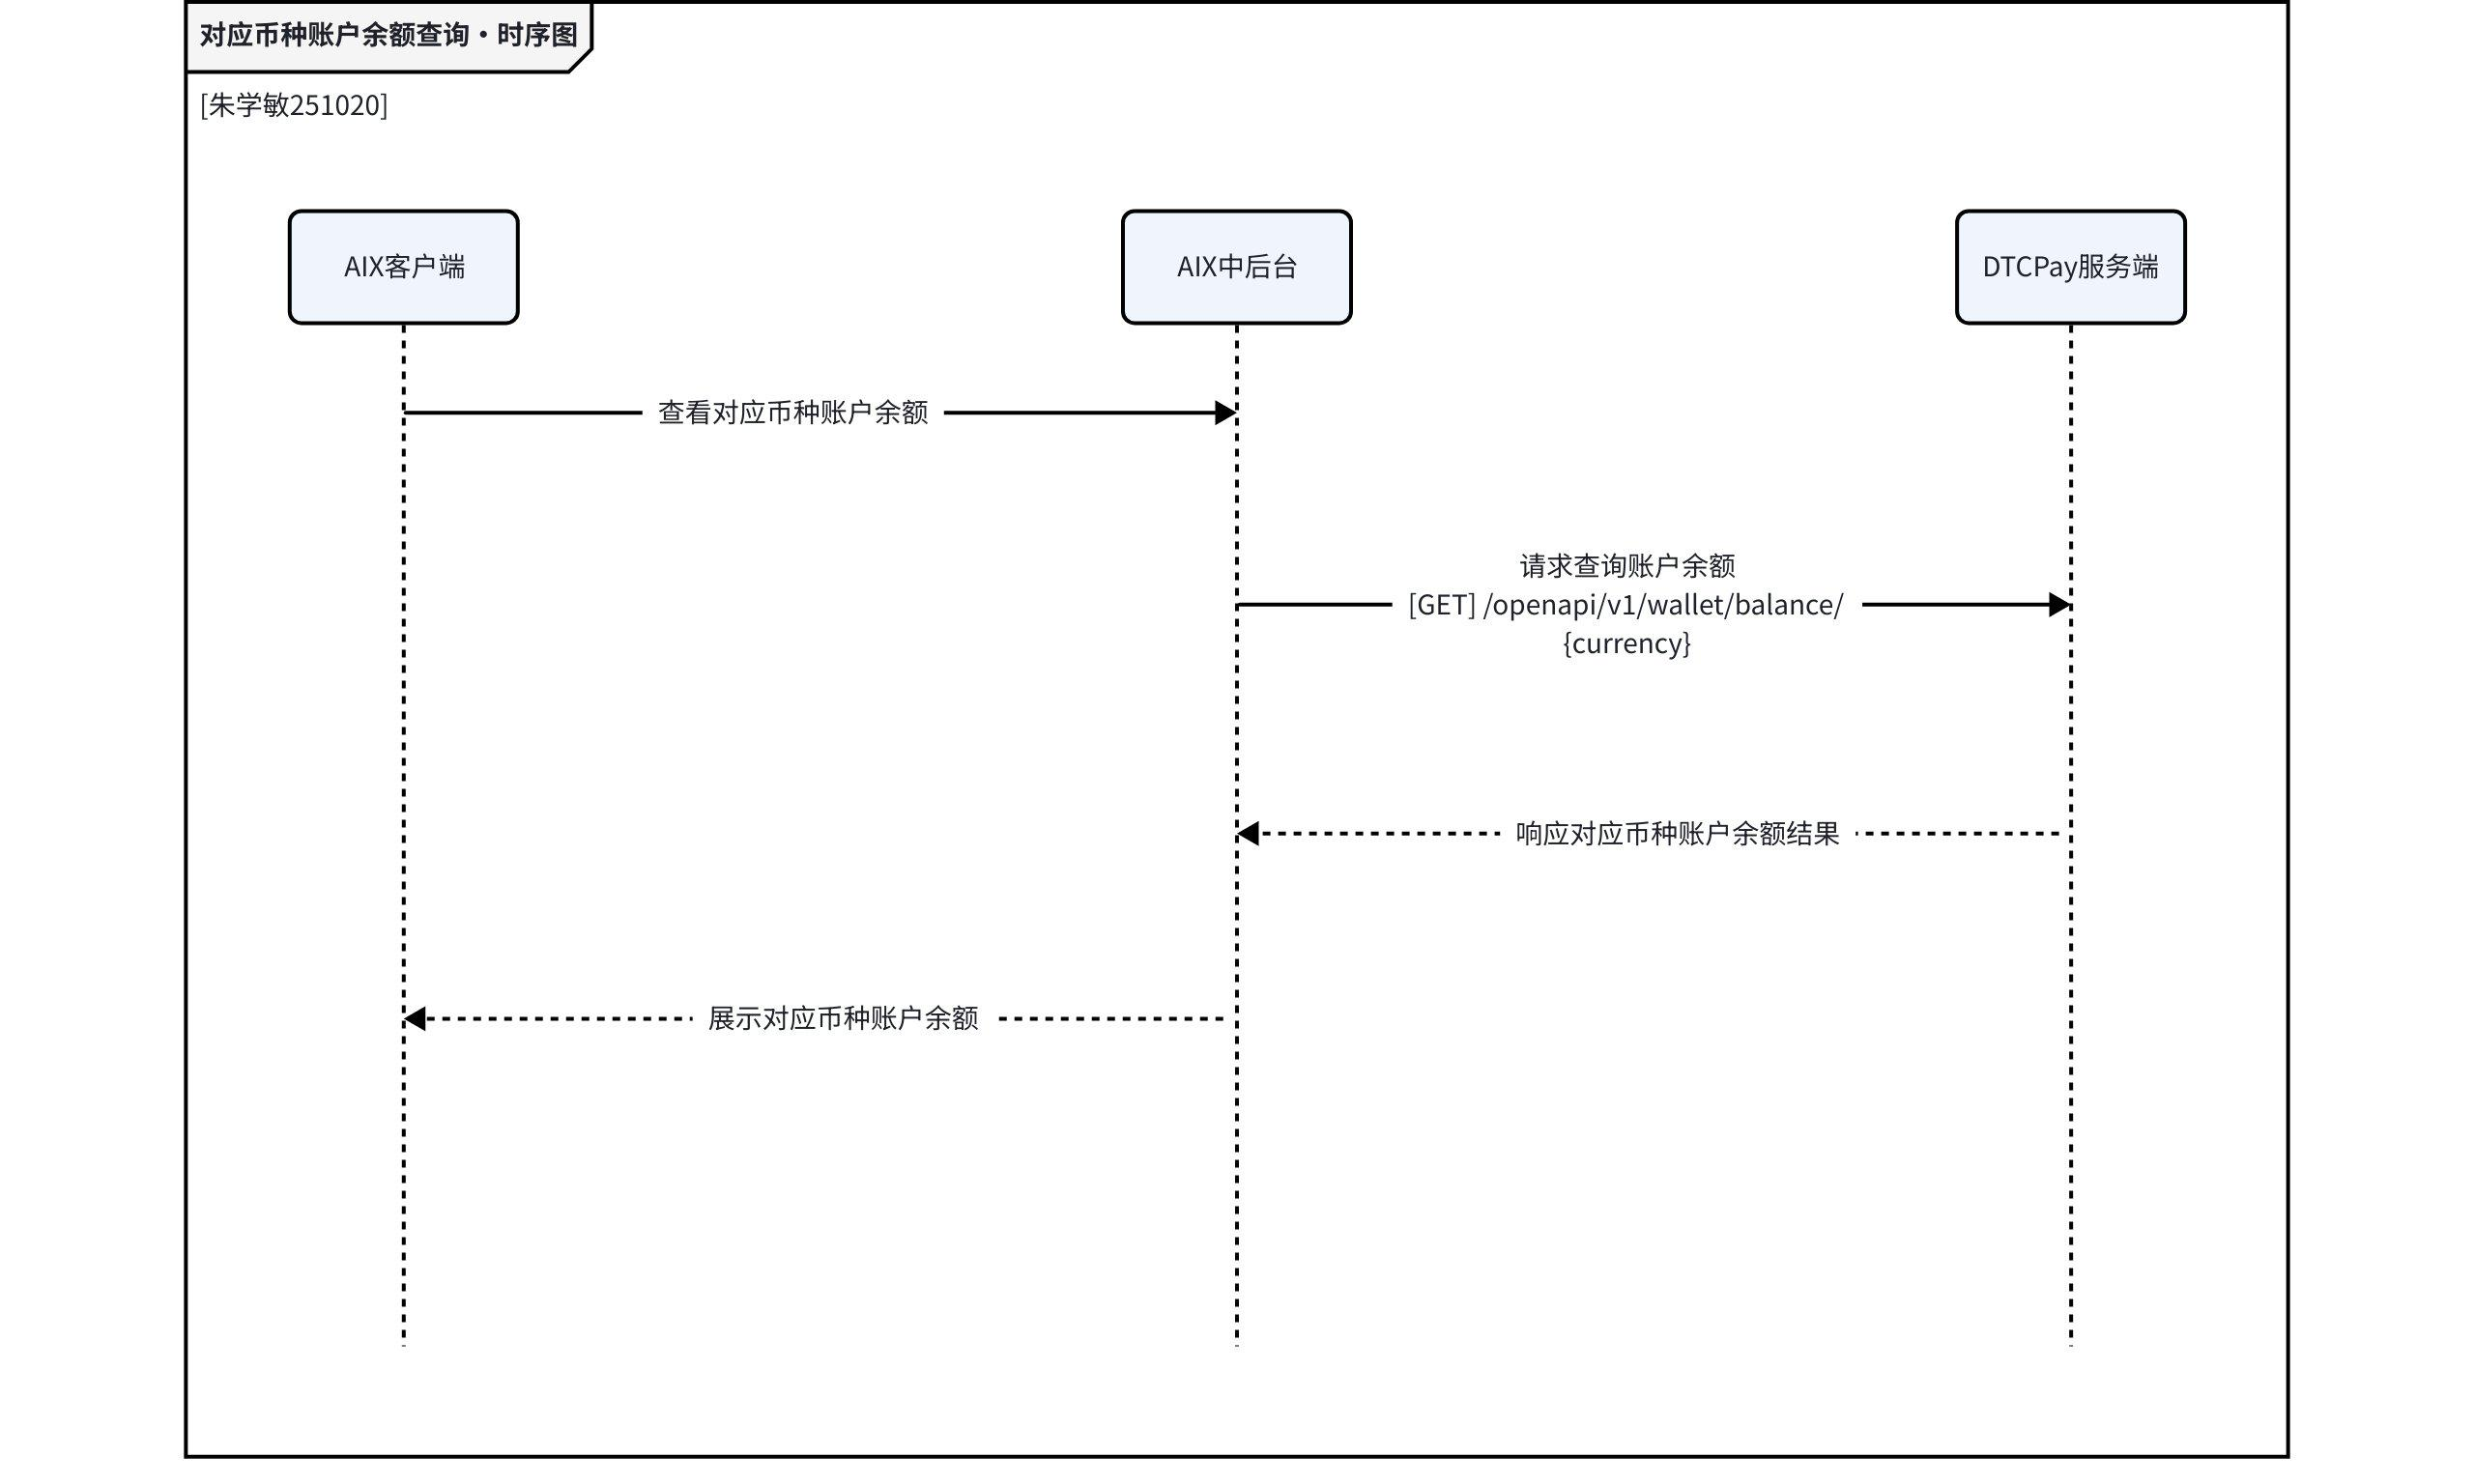 对应币种账户余额查询·时序图
[朱学敏251020]
AIX客户端
AIX中后台
DTCPay服务端
查看对应币种账户余额
请求查询账户余额
[GET] /openapi/v1/wallet/balance/
{currency}
响应对应币种账户余额结果
展示对应币种账户余额